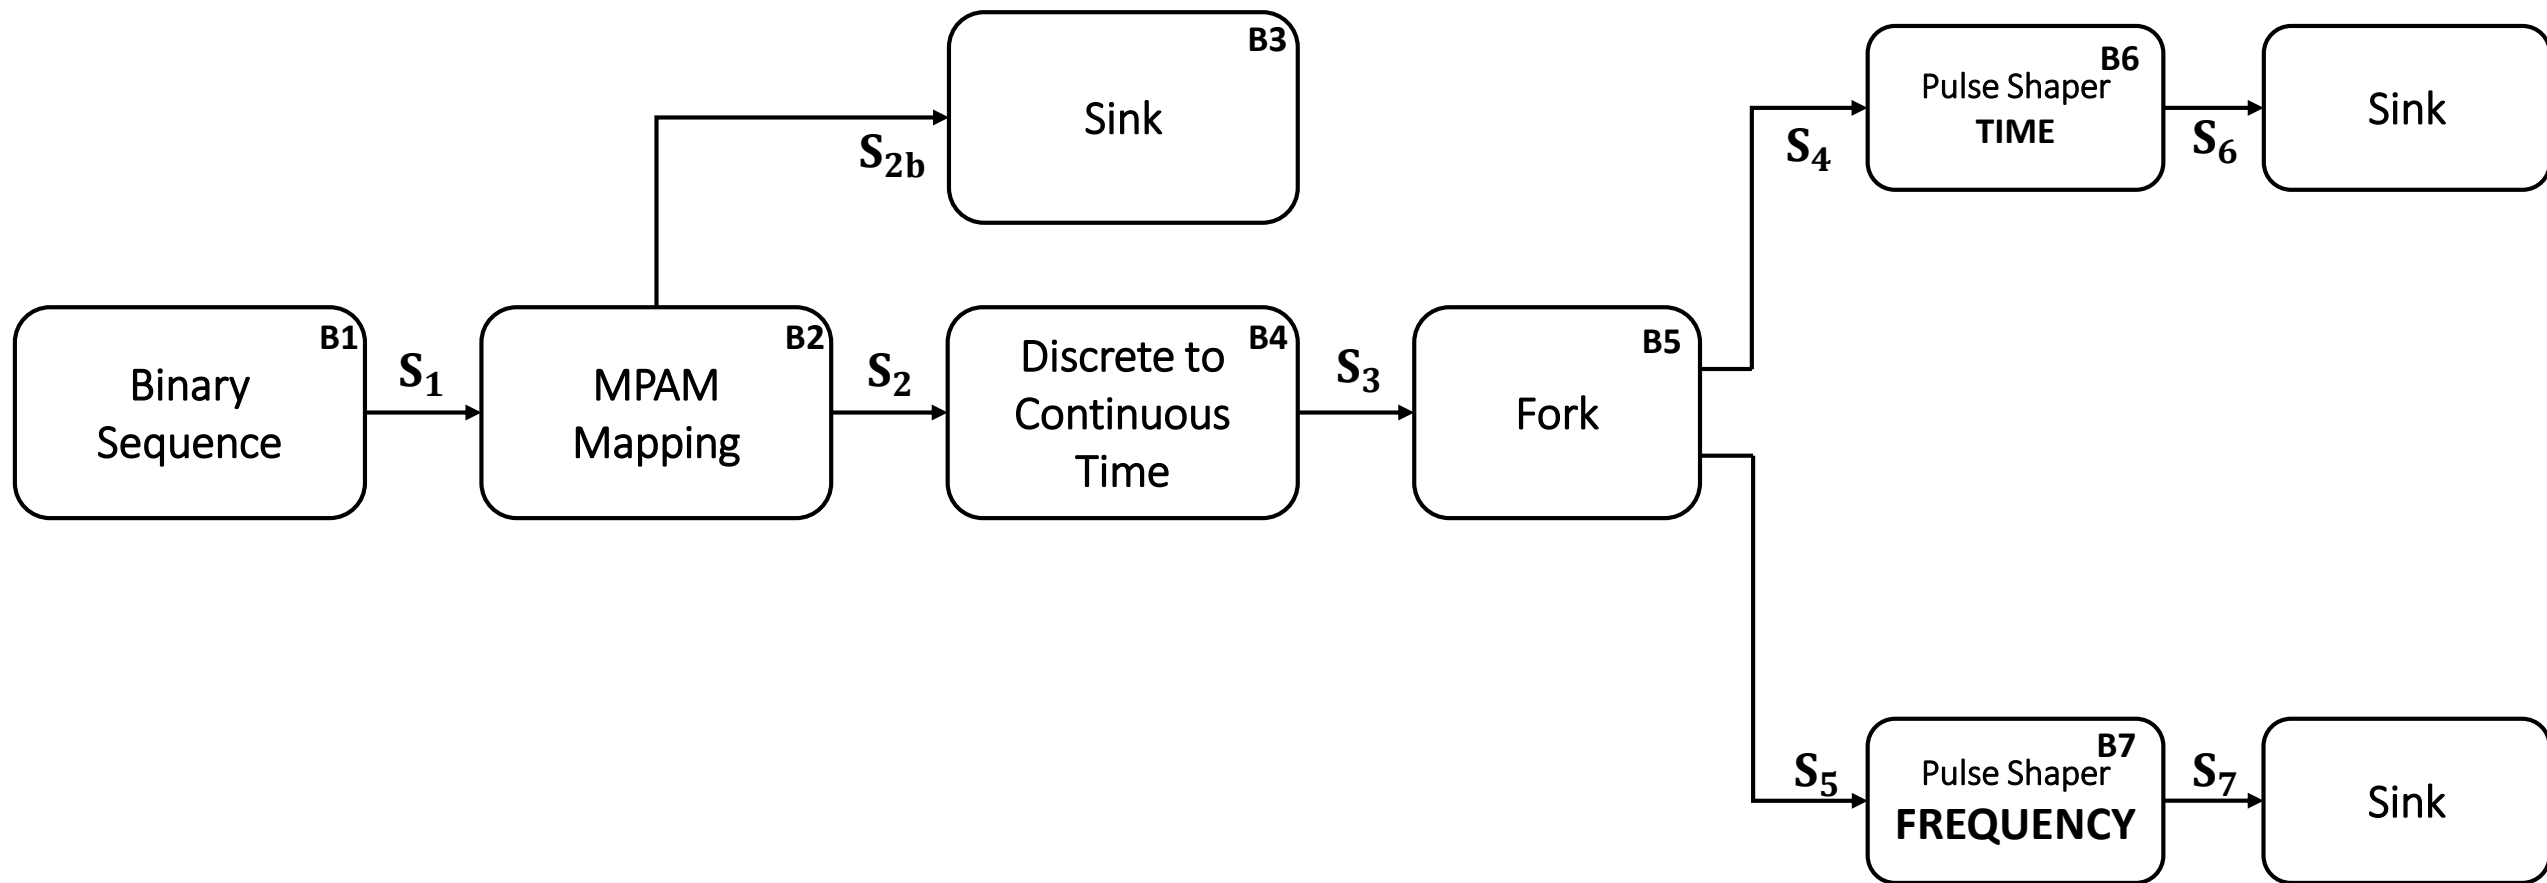 B3
Sink
S2b
B6
Pulse Shaper
TIME
S4
S6
Sink
B1
Binary
Sequence
S1
B2
MPAM
Mapping
S2
B4
Discrete to
Continuous
Time
S3
B5
Fork
S5
B7
Pulse Shaper
FREQUENCY
S7
Sink